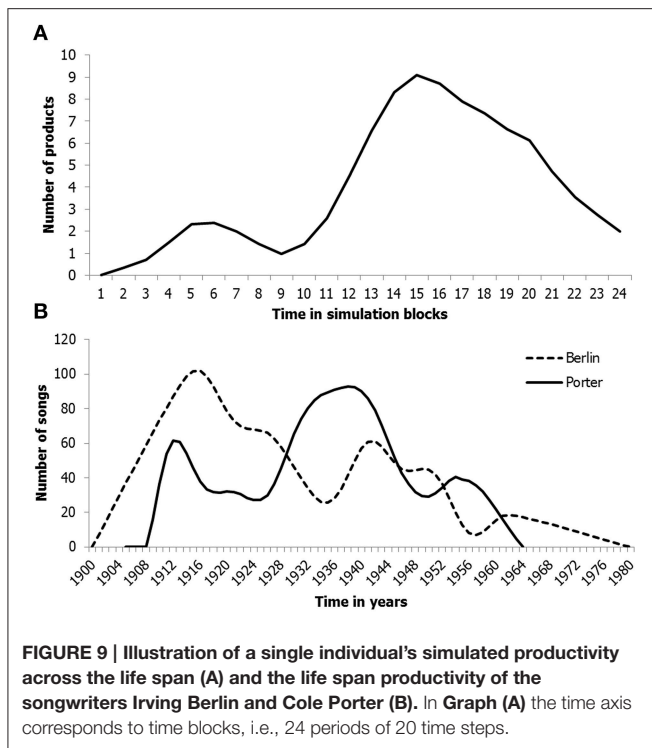 A
Number of products
10
9
8
7
6
5
4
3
2
1
0
1 2 3 4 5 6 7 8 9 10 11 12 13 14 15 16 17 18 19 20 21 22 23 24
Time in simulation blocks
B
Number of songs
120
100
80
60
40
20
0
Berlin
Porter
1900 1904 1908 1912 1916 1920 1924 1928 1932 1936 1940 1944 1948 1952 1956 1960 1964 1968 1972 1976 1980
Time in years
FIGURE 9 | Illustration of a single individual's simulated productivity
across the life span (A) and the life span productivity of the
songwriters Irving Berlin and Cole Porter (B). In Graph (A) the time axis
corresponds to time blocks, i.e., 24 periods of 20 time steps.